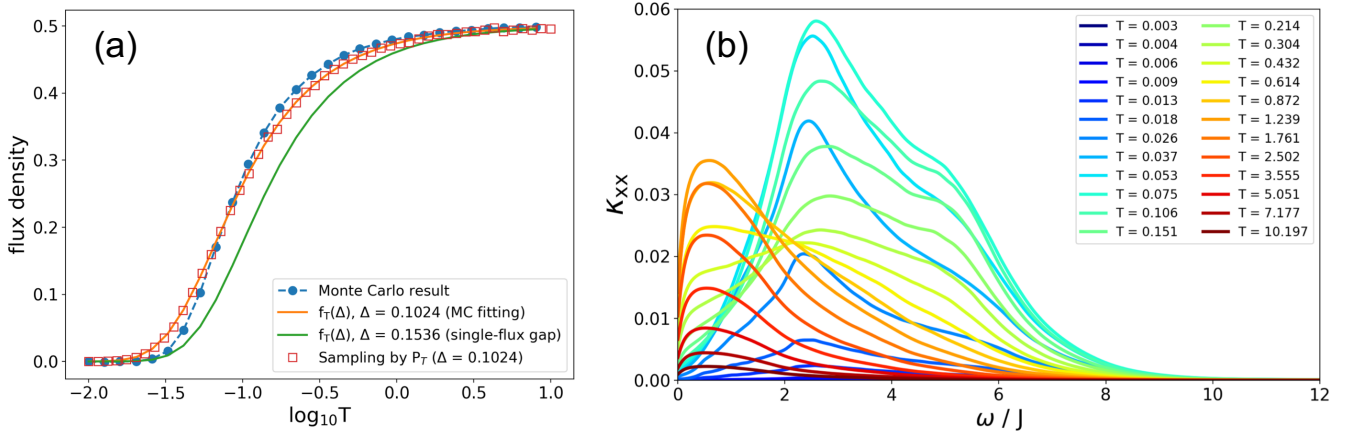 (a)
flux density
0.5
0.4
0.3
0.2
0.1
0.0
Monte Carlo result
f_T(Δ), Δ = 0.1024 (MC fitting)
f_T(Δ), Δ = 0.1536 (single-flux gap)
Sampling by P_T (Δ = 0.1024)
−2.0 −1.5 −1.0 −0.5 0.0 0.5 1.0
log₁₀T
(b)
κxx
0.06
0.05
0.04
0.03
0.02
0.01
0.00
T = 0.003 T = 0.214
T = 0.004 T = 0.304
T = 0.006 T = 0.432
T = 0.009 T = 0.614
T = 0.013 T = 0.872
T = 0.018 T = 1.239
T = 0.026 T = 1.761
T = 0.037 T = 2.502
T = 0.053 T = 3.555
T = 0.075 T = 5.051
T = 0.106 T = 7.177
T = 0.151 T = 10.197
0 2 4 6 8 10 12
ω / J